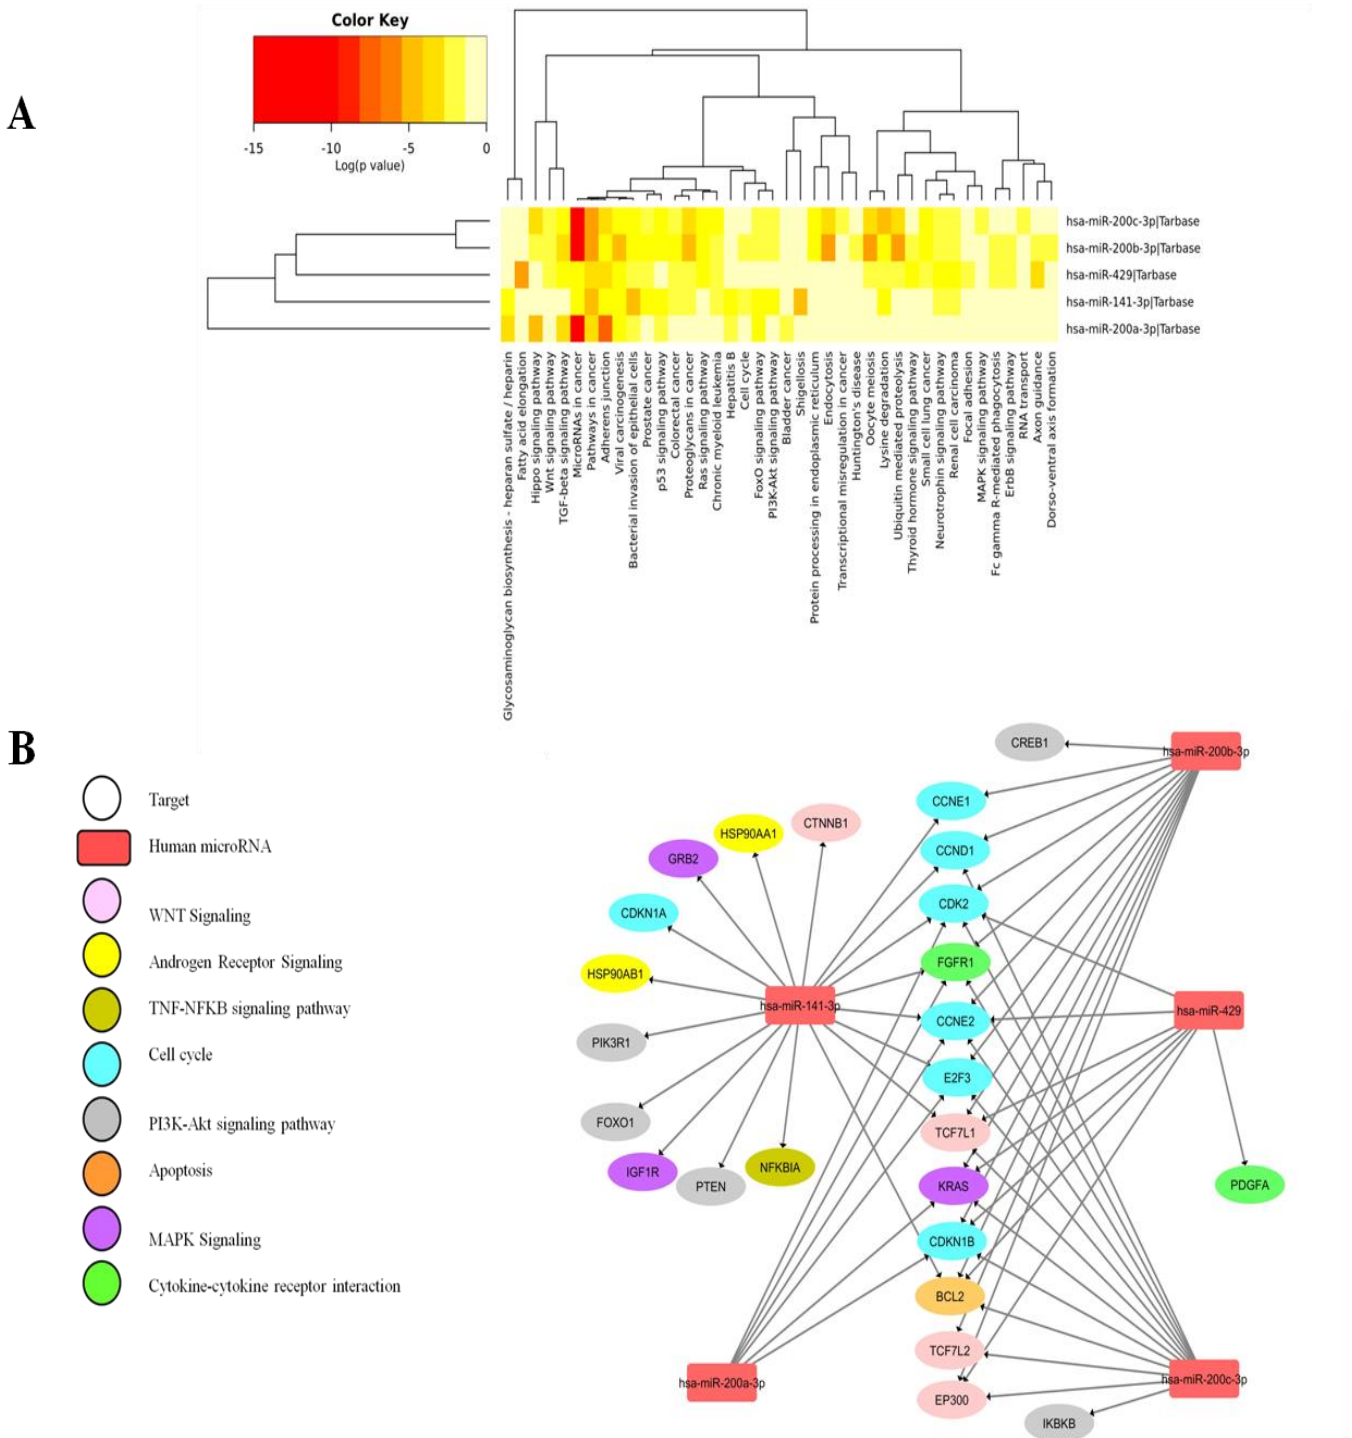 A
Color Key
-15 -10 -5 0
Log(p value)
hsa-miR-200c-3p|Tarbase
hsa-miR-200b-3p|Tarbase
hsa-miR-429|Tarbase
hsa-miR-141-3p|Tarbase
hsa-miR-200a-3p|Tarbase
Glycosaminoglycan biosynthesis - heparan sulfate / heparin
Fatty acid elongation
Hippo signaling pathway
Wnt signaling pathway
TGF-beta signaling pathway
MicroRNAs in cancer
Pathways in cancer
Adherens junction
Viral carcinogenesis
Bacterial invasion of epithelial cells
Prostate cancer
p53 signaling pathway
Colorectal cancer
Proteoglycans in cancer
Ras signaling pathway
Chronic myeloid leukemia
Hepatitis B
Cell cycle
FoxO signaling pathway
PI3K-Akt signaling pathway
Bladder cancer
Shigellosis
Protein processing in endoplasmic reticulum
Endocytosis
Transcriptional misregulation in cancer
Huntington's disease
Oocyte meiosis
Lysine degradation
Ubiquitin mediated proteolysis
Thyroid hormone signaling pathway
Small cell lung cancer
Neurotrophin signaling pathway
Renal cell carcinoma
Focal adhesion
MAPK signaling pathway
Fc gamma R-mediated phagocytosis
ErbB signaling pathway
RNA transport
Axon guidance
Dorso-ventral axis formation
B
Target
Human microRNA
WNT Signaling
Androgen Receptor Signaling
TNF-NFKB signaling pathway
Cell cycle
PI3K-Akt signaling pathway
Apoptosis
MAPK Signaling
Cytokine-cytokine receptor interaction
CREB1
hsa-miR-200b-3p
CCNE1
CTNNB1
HSP90AA1
GRB2
CCND1
CDKN1A
CDK2
HSP90AB1
FGFR1
hsa-miR-141-3p
CCNE2
hsa-miR-429
PIK3R1
E2F3
FOXO1
TCF7L1
IGF1R
PTEN
NFKBIA
KRAS
PDGFA
CDKN1B
BCL2
TCF7L2
hsa-miR-200a-3p
EP300
hsa-miR-200c-3p
IKBKB